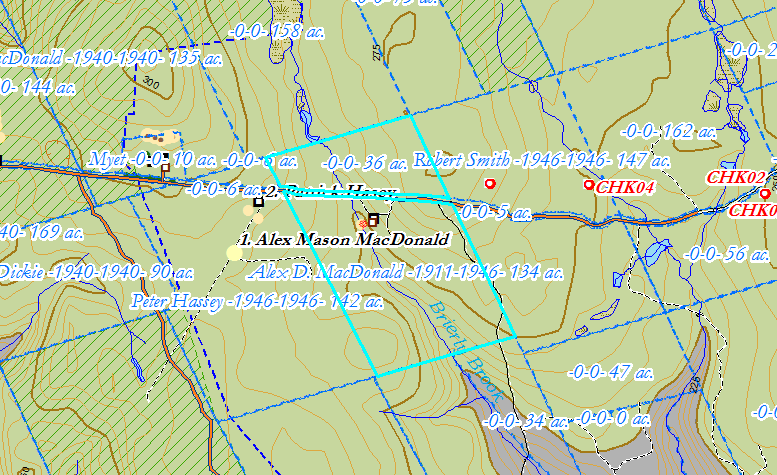 -0-0- 158 ac.
275
-1940-1940- 135 ac.
0- 144 ac.
300
-0-0- 162 ac.
Myet -0-0- 10 ac.
-0-0- 36 ac.
Robert Smith -1946-1946- 147 ac.
-0-0-6 ac.
CHK04
CHK02
-0-0- 5 ac.
1. Alex Mason MacDonald
40- 169 ac.
-0-0- 56 ac.
Dickie -1940-1940- 90 ac.
Alex D. MacDonald -1911-1946- 134 ac.
Peter Hassey -1946-1946- 142 ac.
Brierly Brook
-0-0- 47 ac.
225
-0-0- 34 ac.
-0-0- 0 ac.